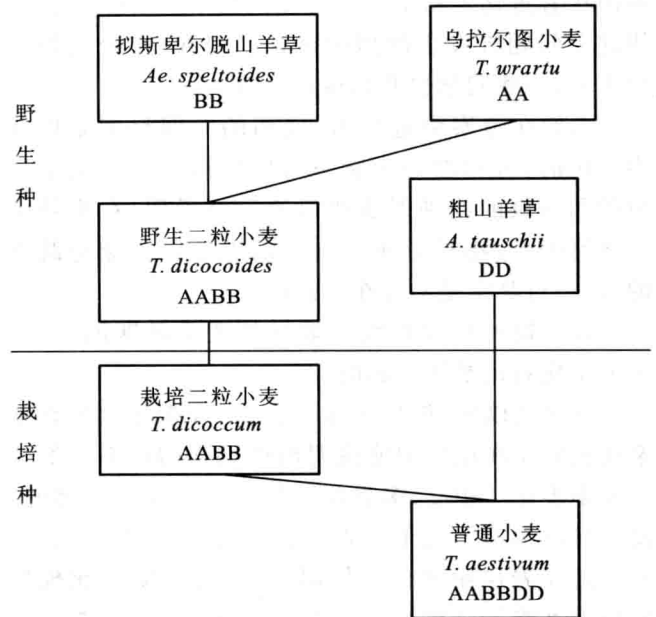 拟斯卑尔脱山羊草
Ae. speltoides
BB
乌拉尔图小麦
T. wrartu
AA
野生种
野生二粒小麦
T. dicocoides
AABB
粗山羊草
A. tauschii
DD
栽培种
栽培二粒小麦
T. dicoccum
AABB
普通小麦
T. aestivum
AABBDD